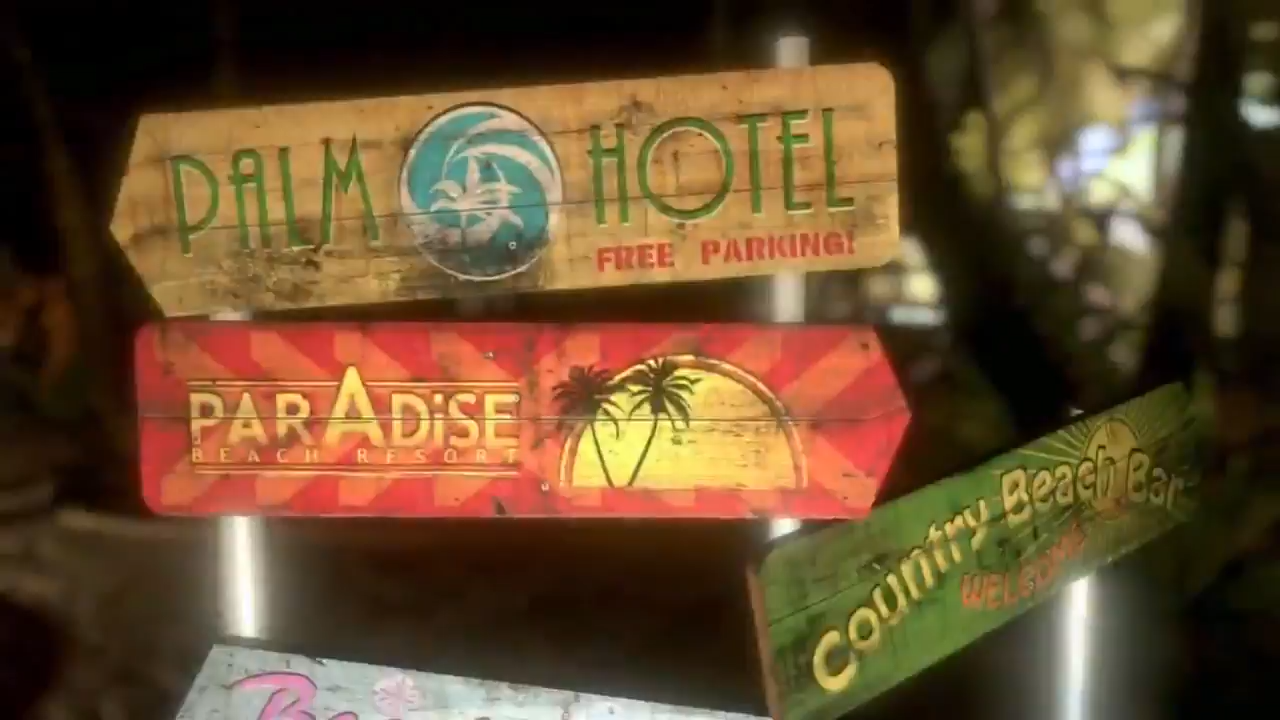 PALM HOTEL
FREE PARKING!
PARADiSE
BEACH RESORT
Country Beach Bar
WELCOME